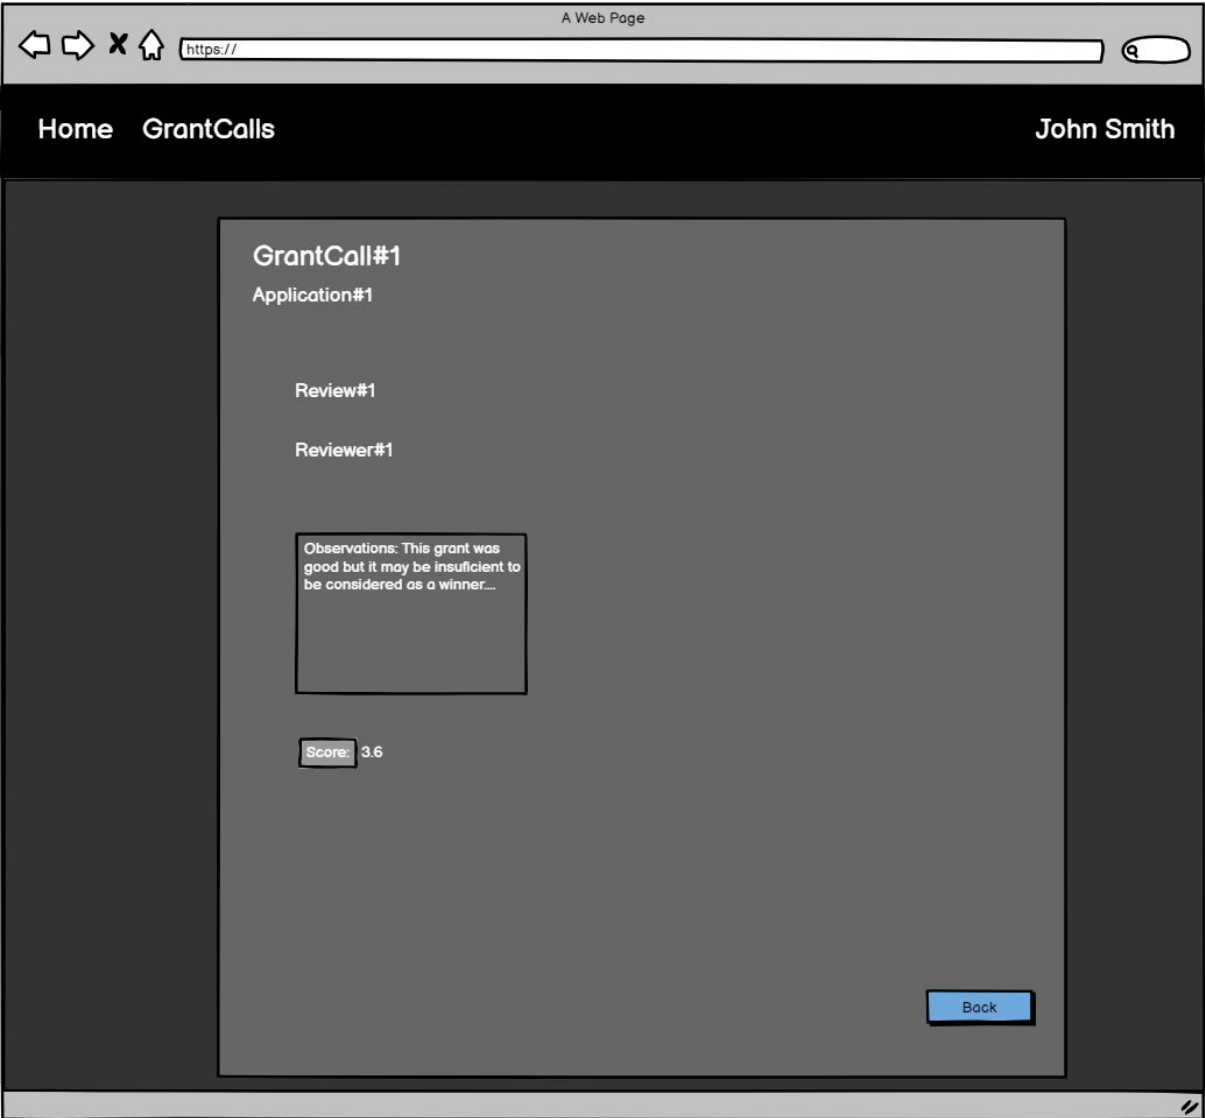 A Web Page
https://
Home GrantCalls John Smith
GrantCall#1
Application#1
Review#1
Reviewer#1
Observations: This grant was
good but it may be insuficient to
be considered as a winner....
Score: 3.6
Back